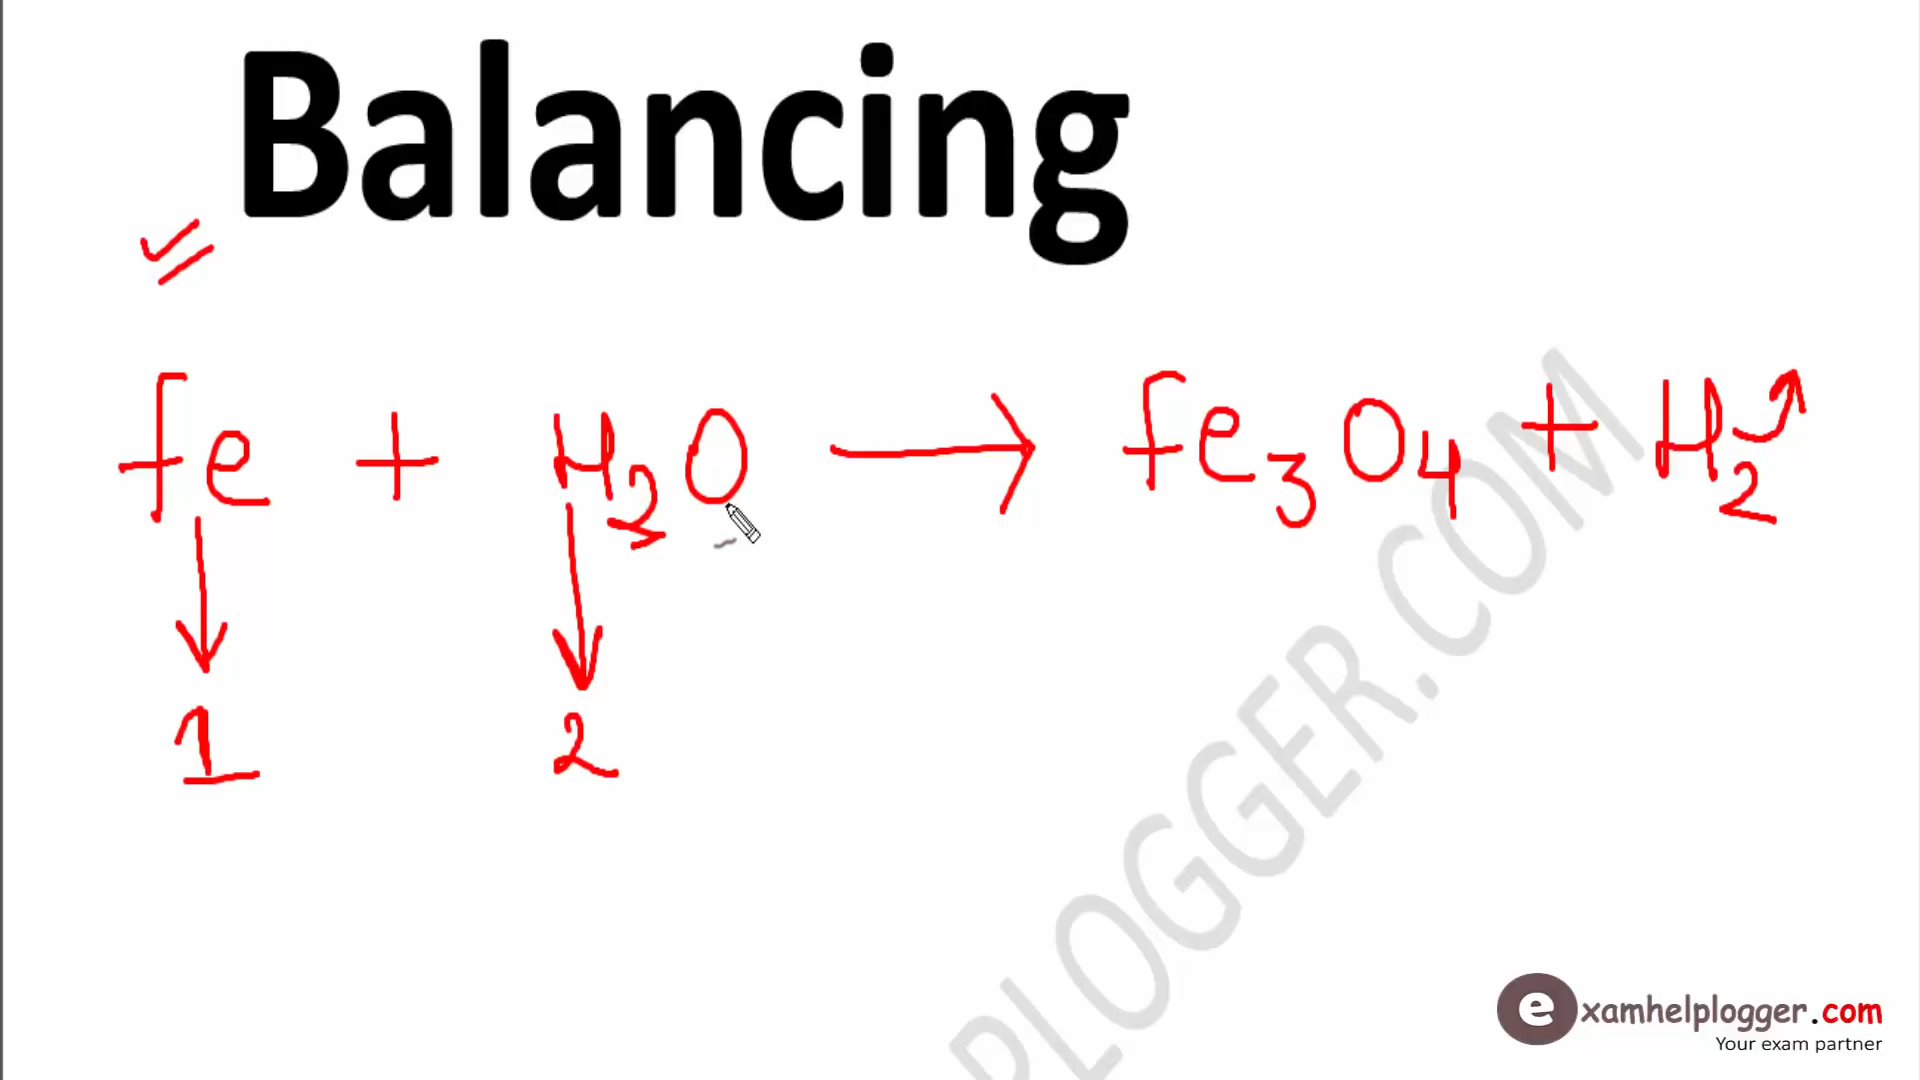 Balancing
fe + H2O → fe3O4 + H2↑
1 2
PLOGGER.COM
examhelplogger.com
Your exam partner